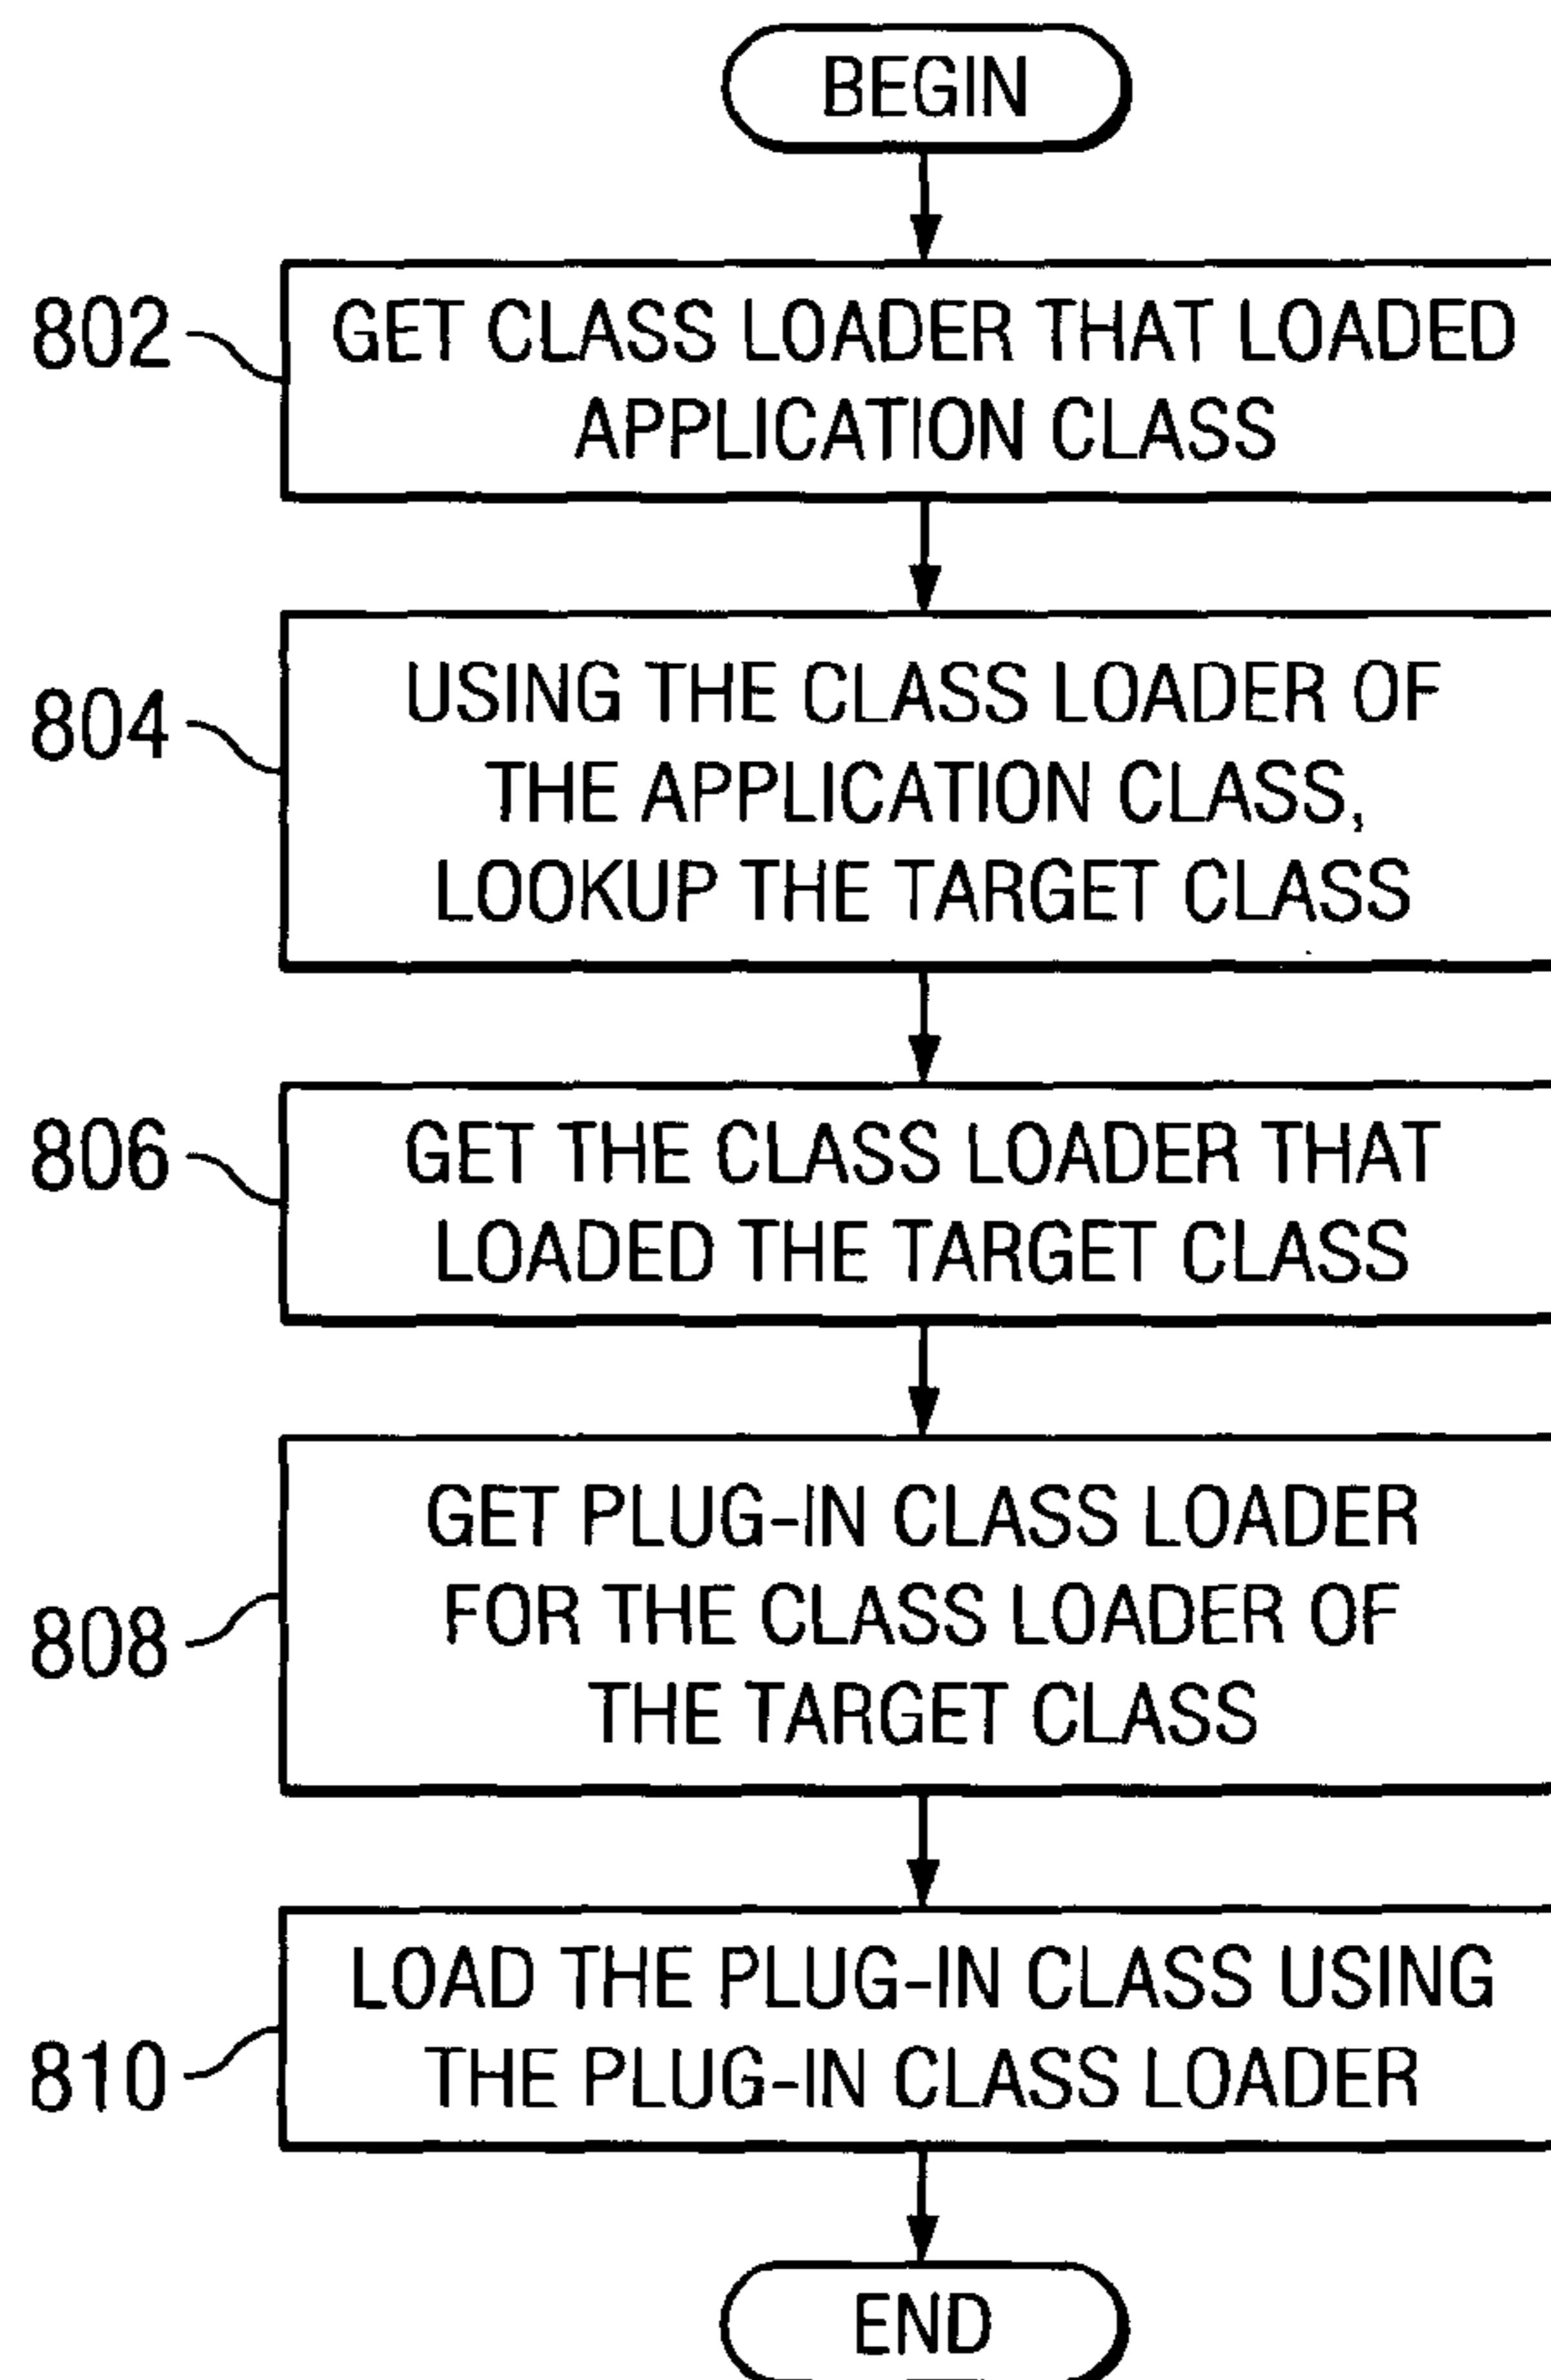 BEGIN
802
GET CLASS LOADER THAT LOADED
APPLICATION CLASS
804
USING THE CLASS LOADER OF
THE APPLICATION CLASS,
LOOKUP THE TARGET CLASS
806
GET THE CLASS LOADER THAT
LOADED THE TARGET CLASS
808
GET PLUG-IN CLASS LOADER
FOR THE CLASS LOADER OF
THE TARGET CLASS
810
LOAD THE PLUG-IN CLASS USING
THE PLUG-IN CLASS LOADER
END